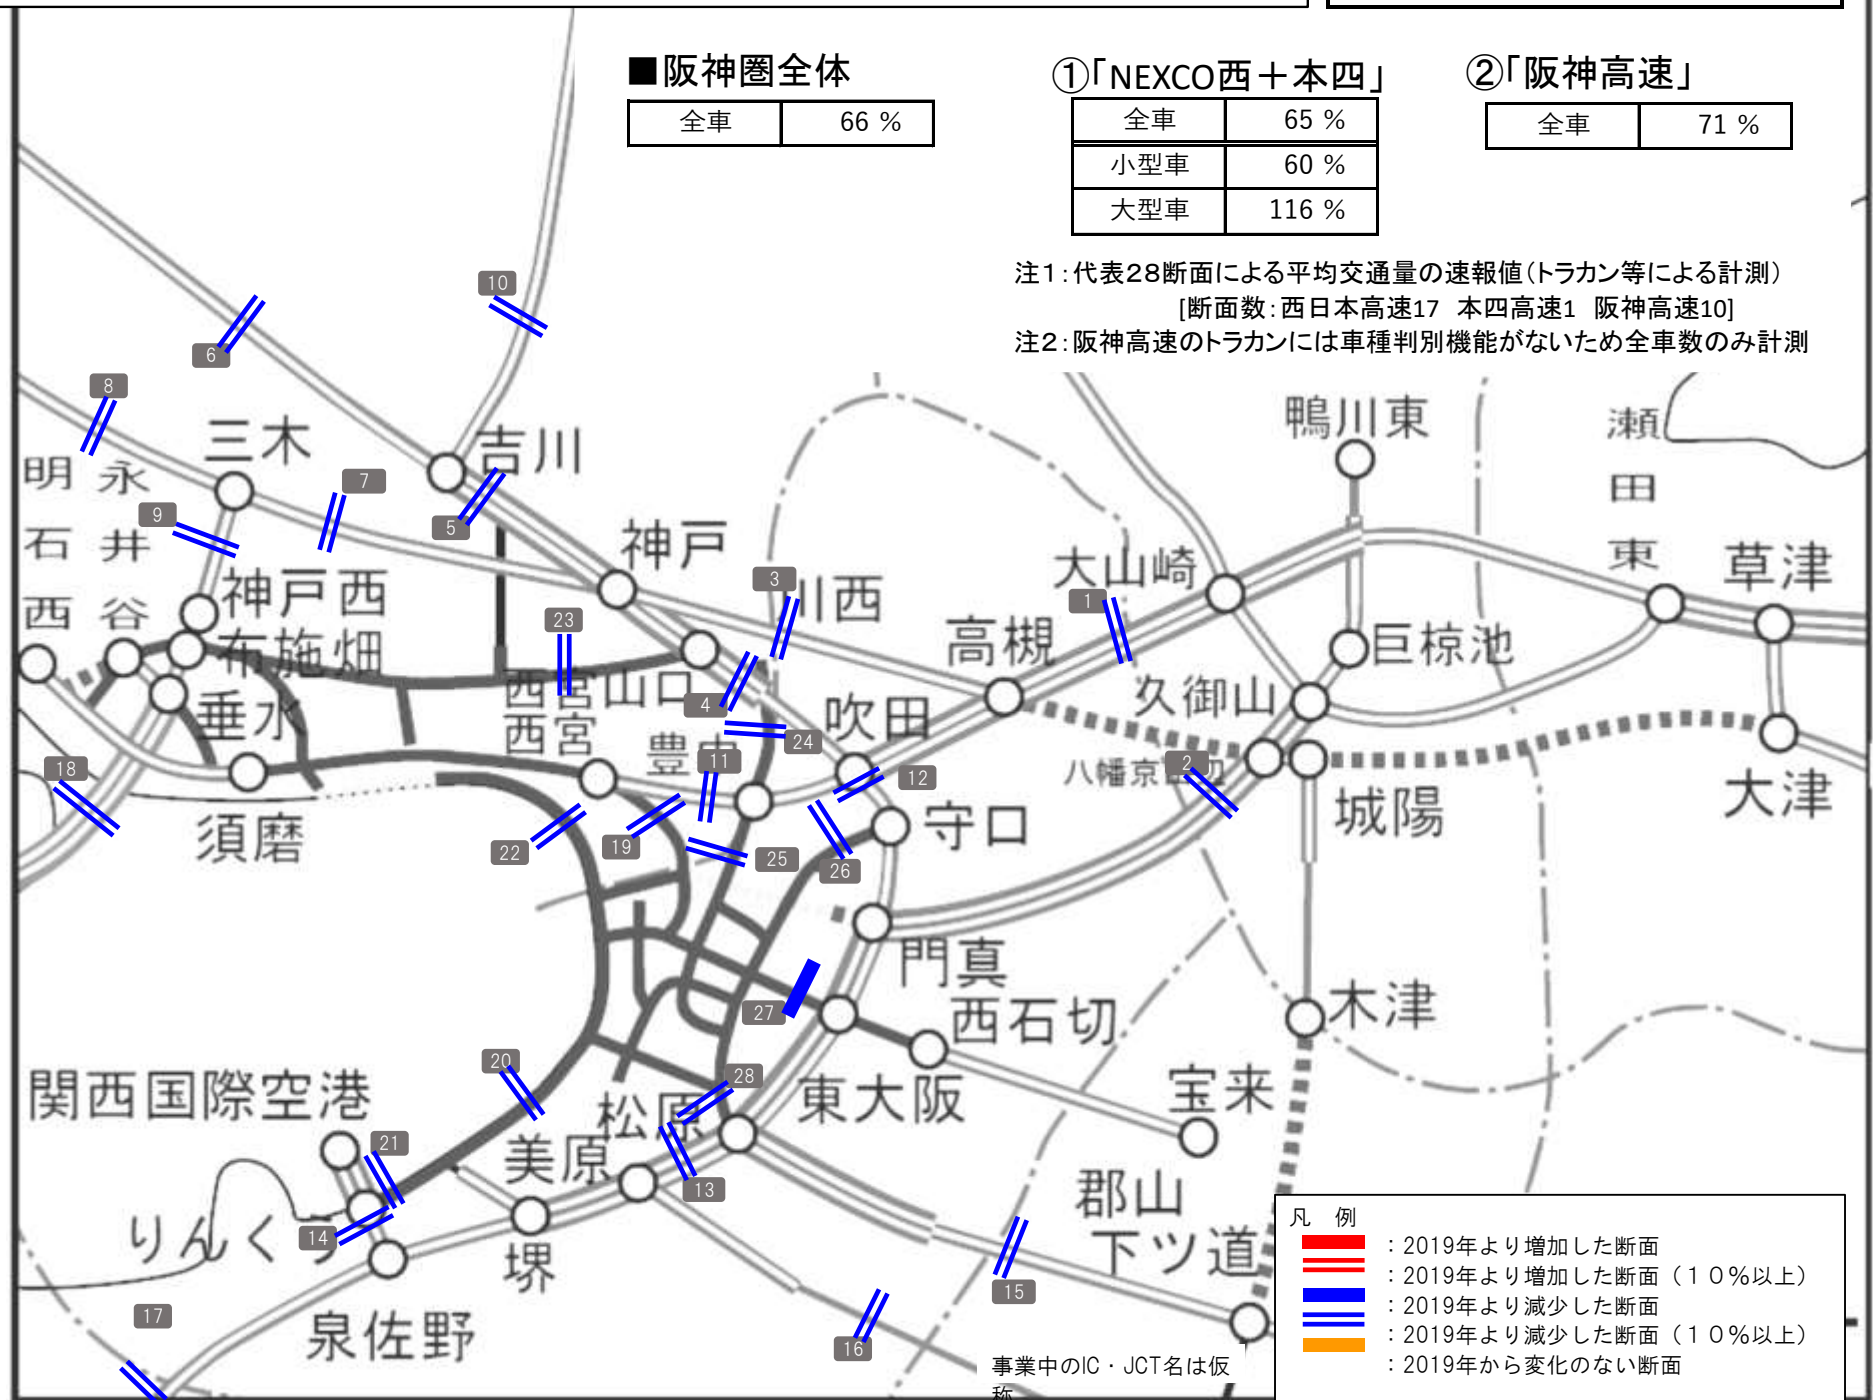 ■阪神圏全体
全車 66 %
①「NEXCO西＋本四」
全車 65 %
小型車 60 %
大型車 116 %
②「阪神高速」
全車 71 %
注1：代表28断面による平均交通量の速報値（トラカン等による計測）
[断面数：西日本高速17 本四高速1 阪神高速10]
注2：阪神高速のトラカンには車種判別機能がないため全車数のみ計測
10
6
8
三木
吉川
鴨川東
瀬田東
明石西
永井谷
7
9
5
神戸
3
川西
大山崎
1
草津
神戸西
布施畑
23
西宮山口
高槻
巨椋池
4
久御山
垂水
西宮
吹田
24
豊中
11
12
八幡京田辺
2
18
須磨
22
19
25
26
守口
城陽
大津
門真
27
西石切
木津
20
28
関西国際空港
松原
東大阪
宝来
21
美原
13
郡山
下ツ道
りんくう
14
堺
15
17
泉佐野
16
事業中のIC・JCT名は仮
称
凡 例
：2019年より増加した断面
：2019年より増加した断面（１０％以上）
：2019年より減少した断面
：2019年より減少した断面（１０％以上）
：2019年から変化のない断面